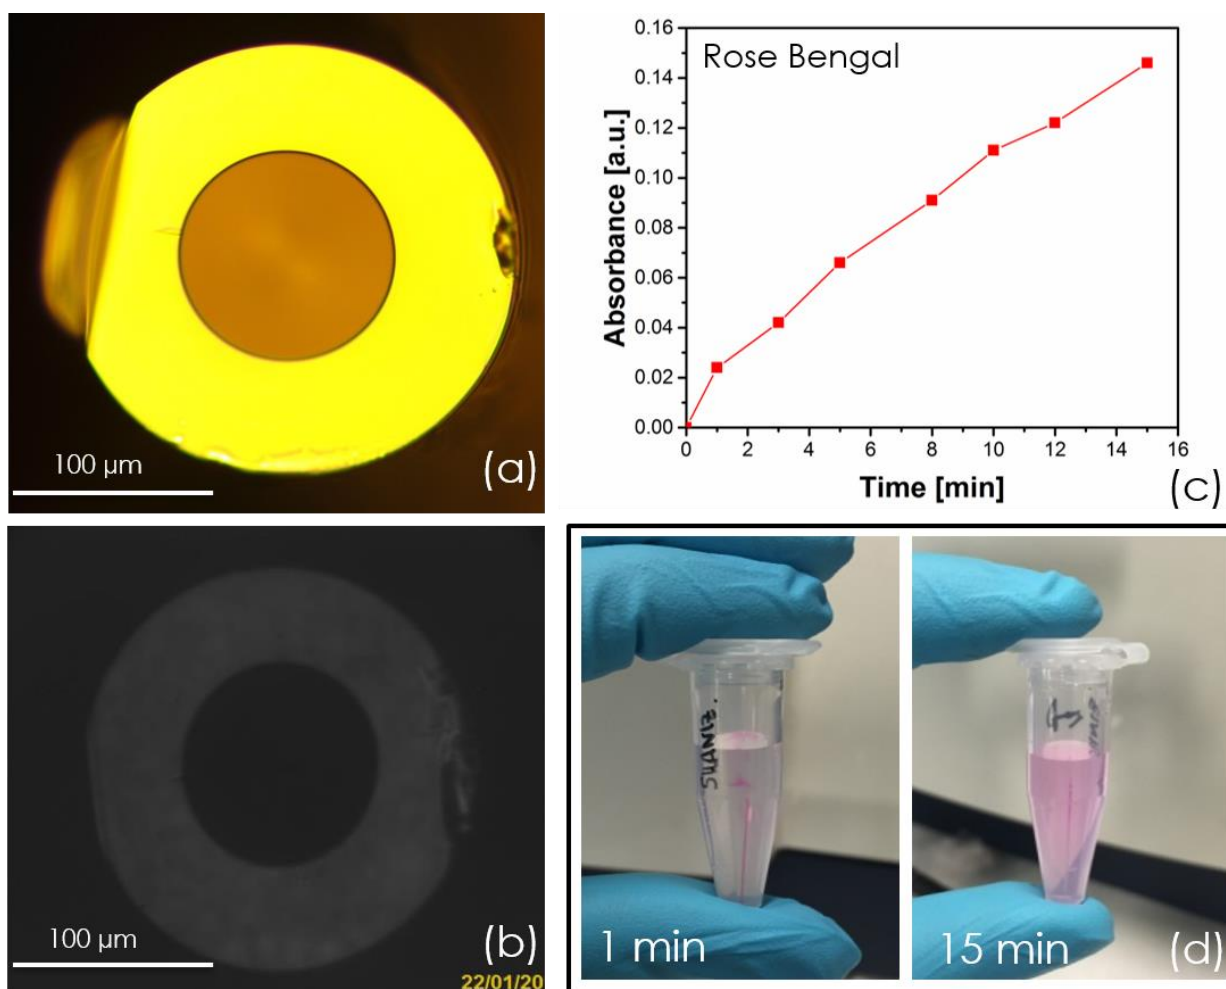 100 µm
(a)
Rose Bengal
Absorbance [a.u.]
0.16
0.14
0.12
0.10
0.08
0.06
0.04
0.02
0.00
0 2 4 6 8 10 12 14 16
Time [min]
(c)
100 µm
(b)
22/01/20
SHANIZ
1 min
15 min
(d)